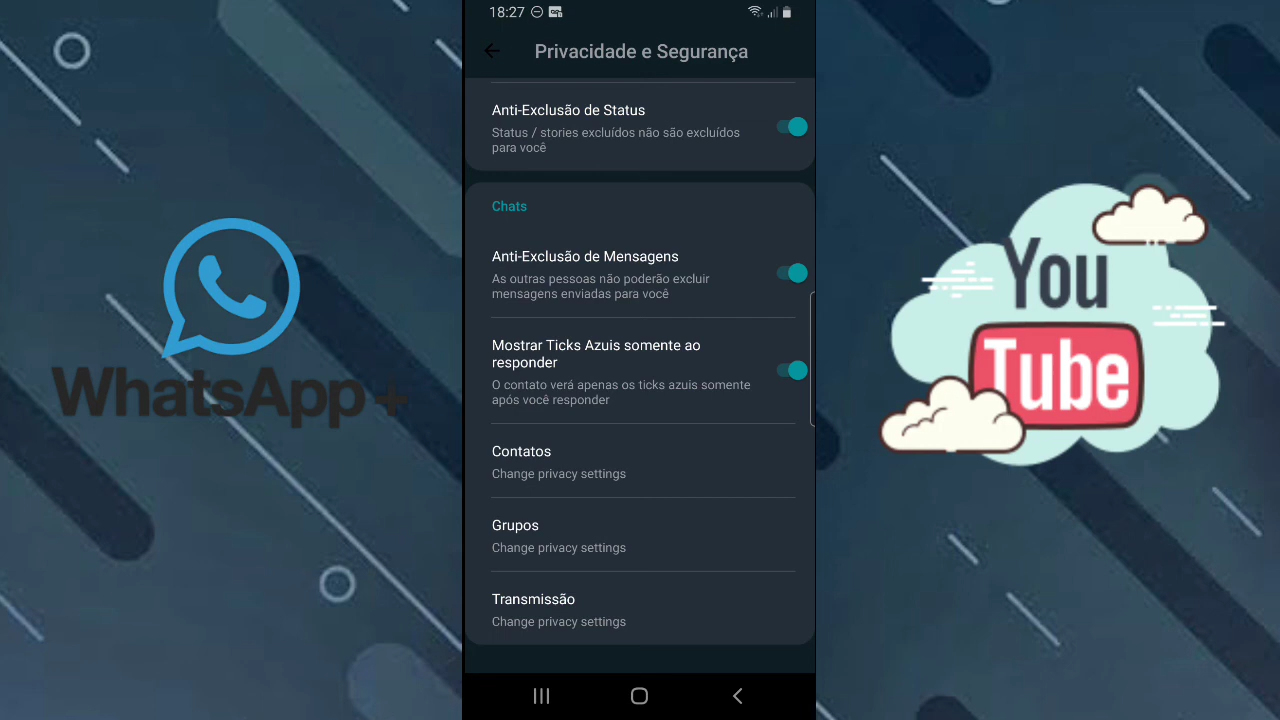 18:27
Privacidade e Segurança
Anti-Exclusão de Status
Status / stories excluídos não são excluídos
para você
Chats
Anti-Exclusão de Mensagens
As outras pessoas não poderão excluir
mensagens enviadas para você
Mostrar Ticks Azuis somente ao
responder
O contato verá apenas os ticks azuis somente
após você responder
Contatos
Change privacy settings
Grupos
Change privacy settings
Transmissão
Change privacy settings
WhatsApp+
You
Tube